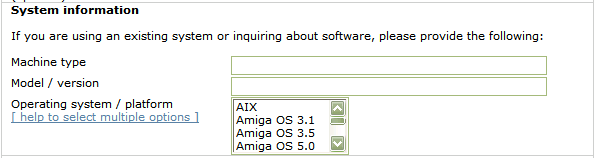 System information
If you are using an existing system or inquiring about software, please provide the following:
Machine type
Model / version
Operating system / platform
[ help to select multiple options ]
AIX
Amiga OS 3.1
Amiga OS 3.5
Amiga OS 5.0